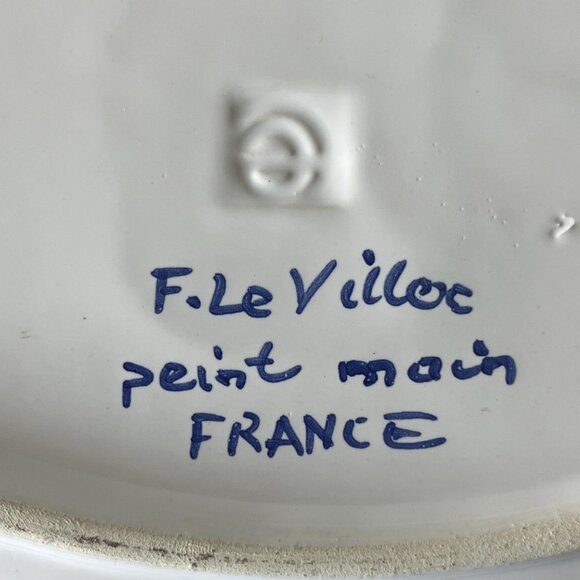 F. Le Villec
peint main
FRANCE